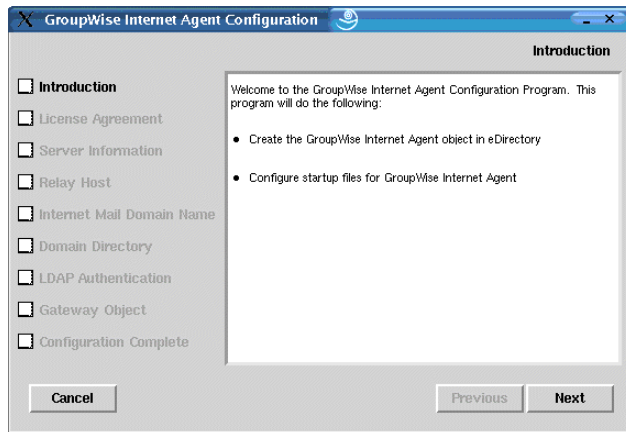 GroupWise Internet Agent Configuration
Introduction
Introduction
License Agreement
Server Information
Relay Host
Internet Mail Domain Name
Domain Directory
LDAP Authentication
Gateway Object
Configuration Complete
Welcome to the GroupWise Internet Agent Configuration Program. This
program will do the following:
• Create the GroupWise Internet Agent object in eDirectory
• Configure startup files for GroupWise Internet Agent
Cancel
Previous
Next